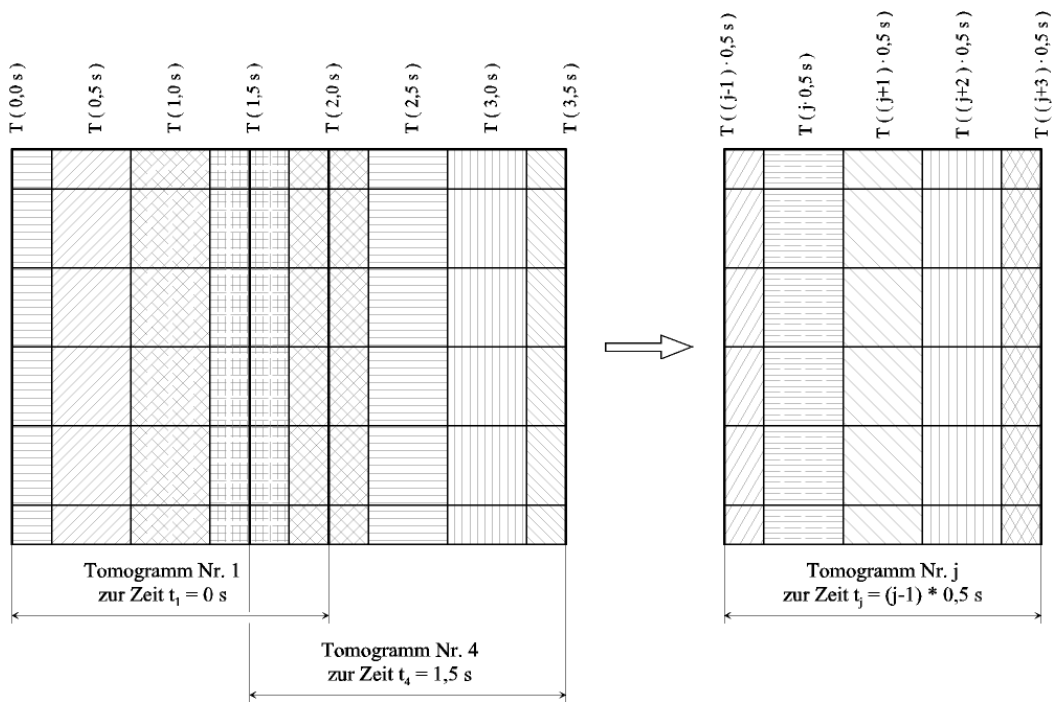 T ( 0,0 s )
T ( 0,5 s )
T ( 1,0 s )
T ( 1,5 s )
T ( 2,0 s )
T ( 2,5 s )
T ( 3,0 s )
T ( 3,5 s )
T ( (j-1) · 0,5 s )
T ( j· 0,5 s )
T ( (j+1) · 0,5 s )
T ( (j+2) · 0,5 s )
T ( (j+3) · 0,5 s )
Tomogramm Nr. 1
zur Zeit t₁ = 0 s
Tomogramm Nr. 4
zur Zeit t₄ = 1,5 s
Tomogramm Nr. j
zur Zeit tⱼ = (j-1) * 0,5 s